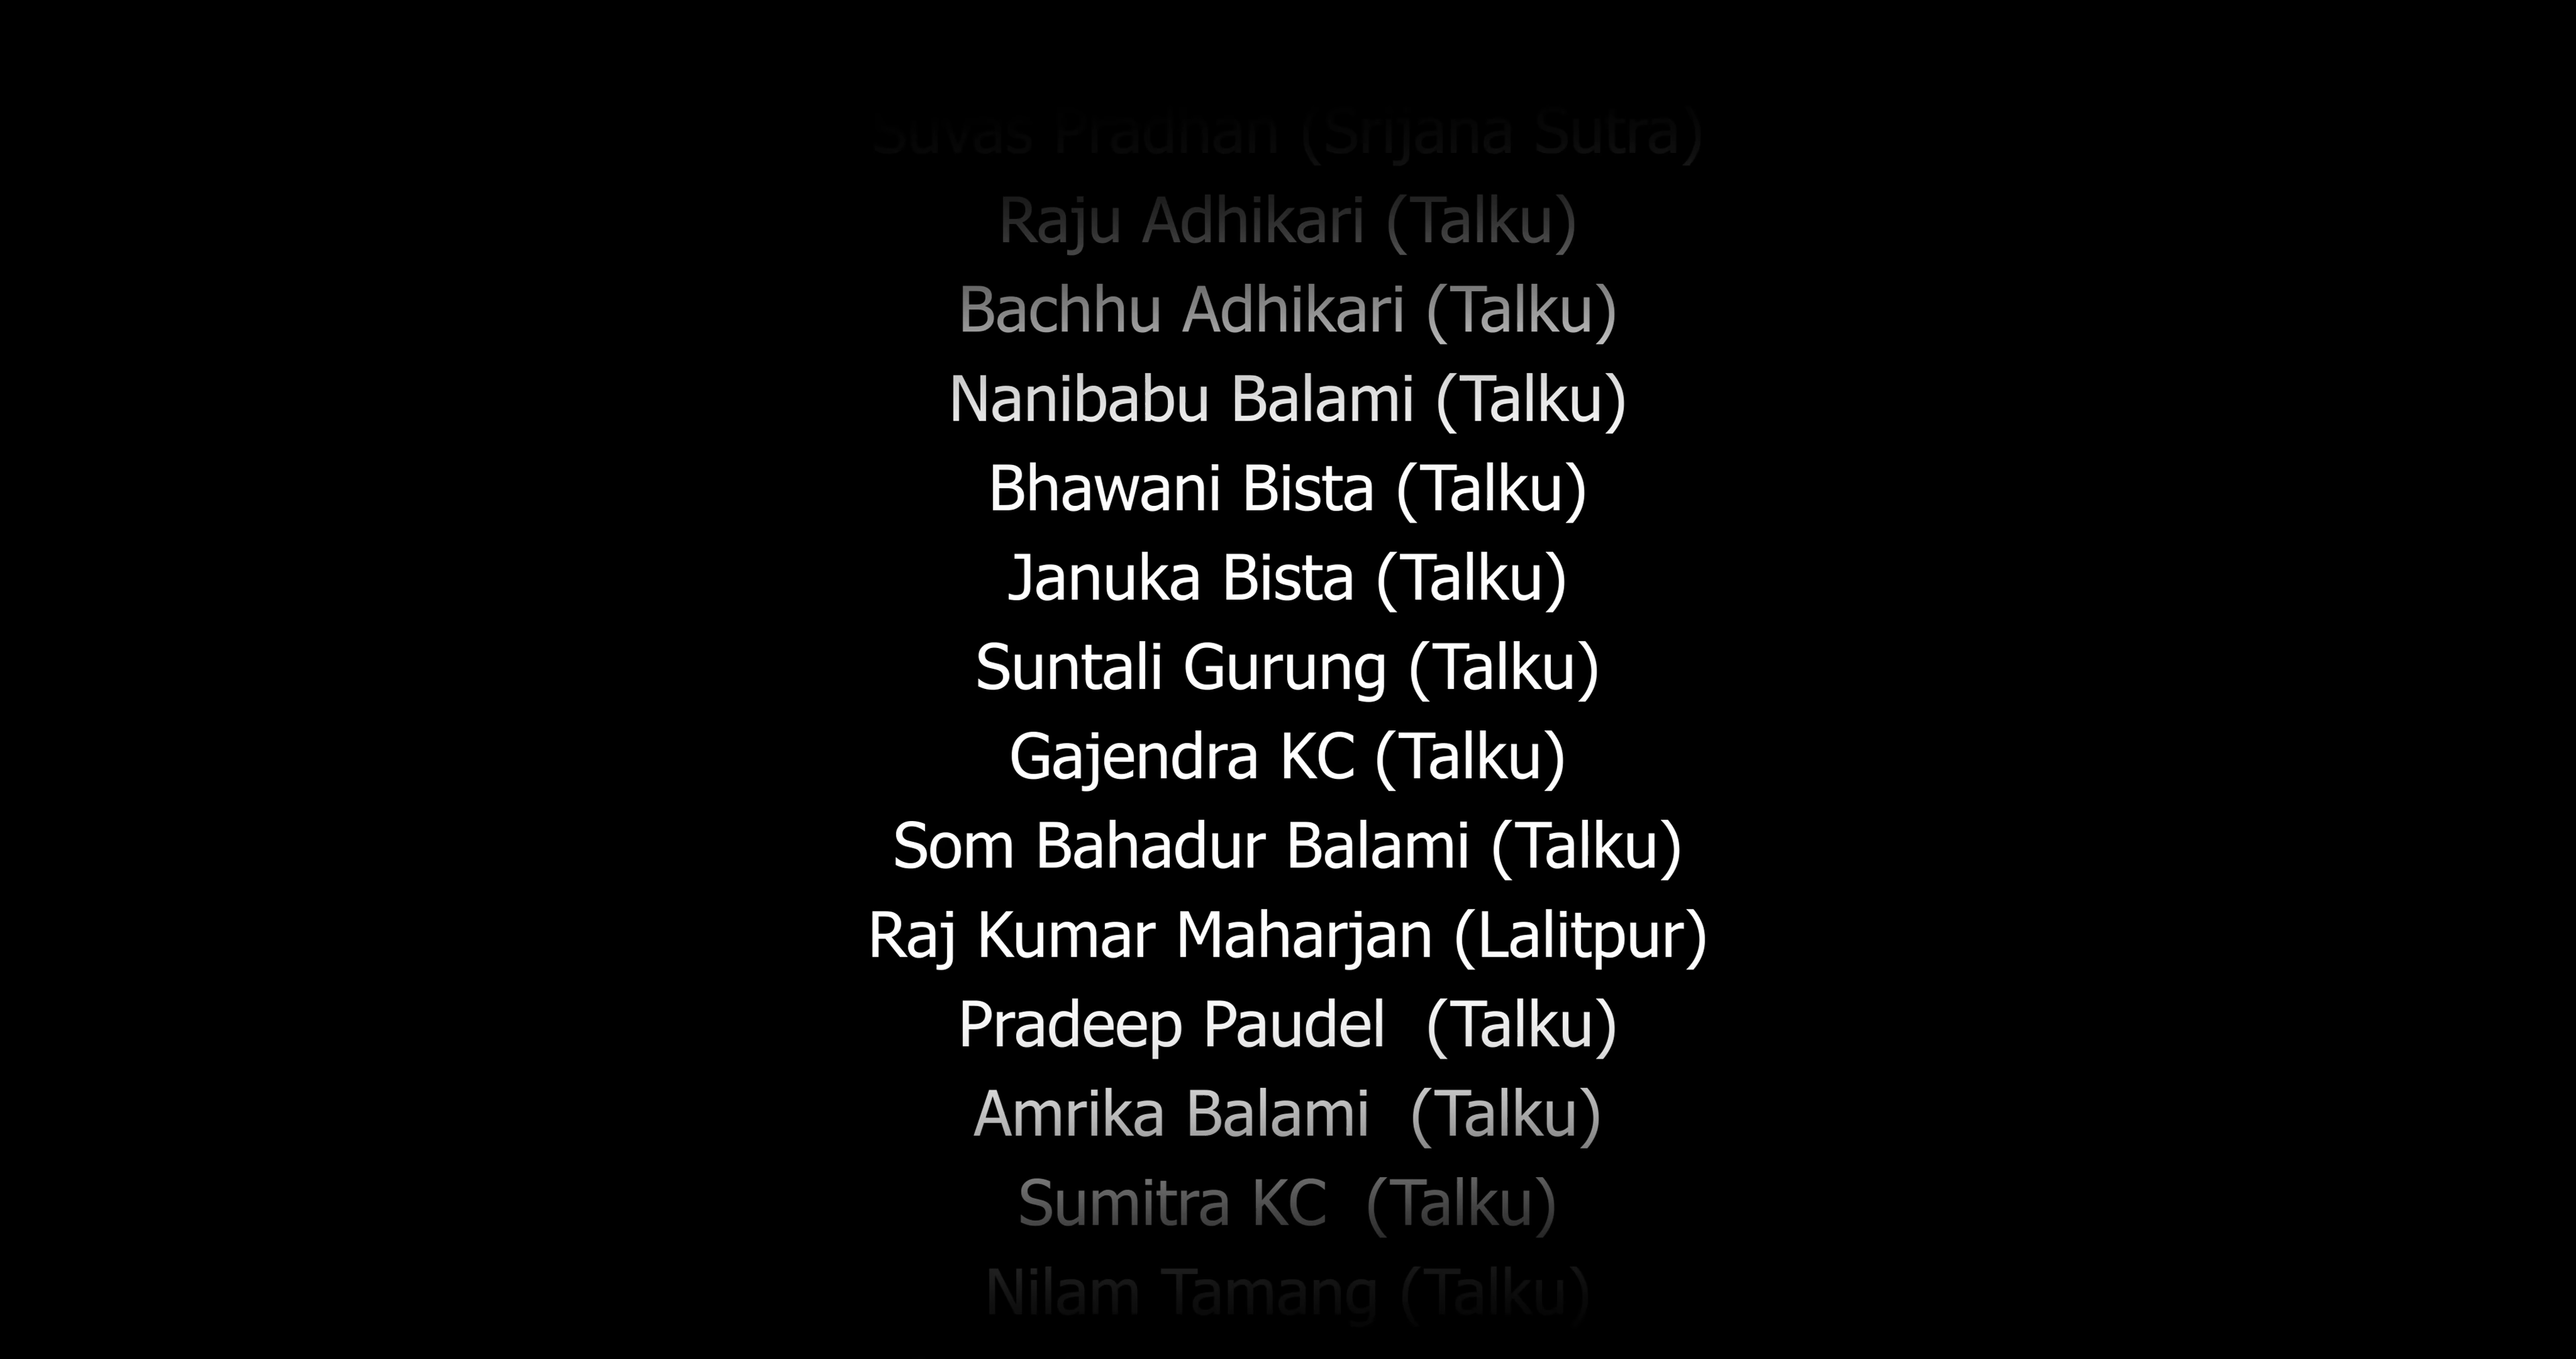 Suvas Pradhan (Srijana Sutra)
Raju Adhikari (Talku)
Bachhu Adhikari (Talku)
Nanibabu Balami (Talku)
Bhawani Bista (Talku)
Januka Bista (Talku)
Suntali Gurung (Talku)
Gajendra KC (Talku)
Som Bahadur Balami (Talku)
Raj Kumar Maharjan (Lalitpur)
Pradeep Paudel  (Talku)
Amrika Balami  (Talku)
Sumitra KC  (Talku)
Nilam Tamang (Talku)